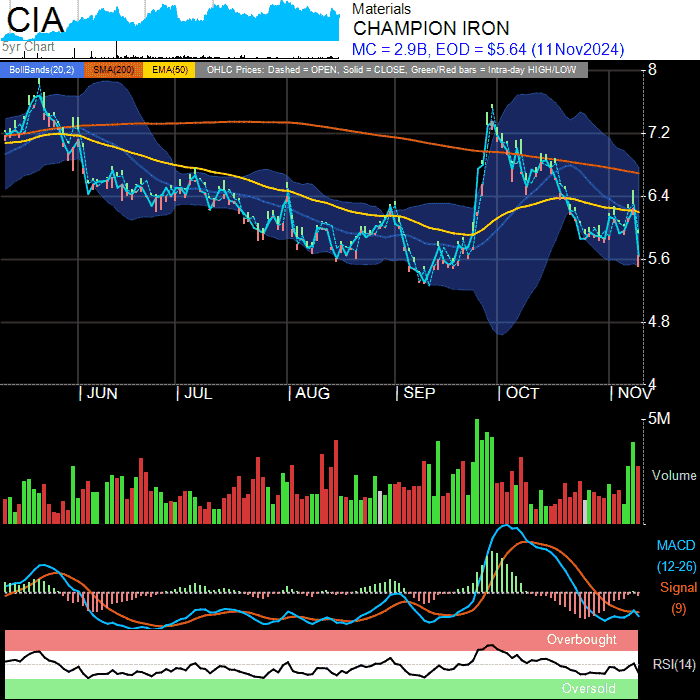 CIA
5yr Chart
Materials
CHAMPION IRON
MC = 2.9B, EOD = $5.64 (11Nov2024)
BollBands(20,2) SMA(200) EMA(50) OHLC Prices: Dashed = OPEN, Solid = CLOSE, Green/Red bars = Intra-day HIGH/LOW
8
7.2
6.4
5.6
4.8
4
JUN JUL AUG SEP OCT NOV
5M
Volume
MACD
(12-26)
Signal
(9)
Overbought
RSI(14)
Oversold